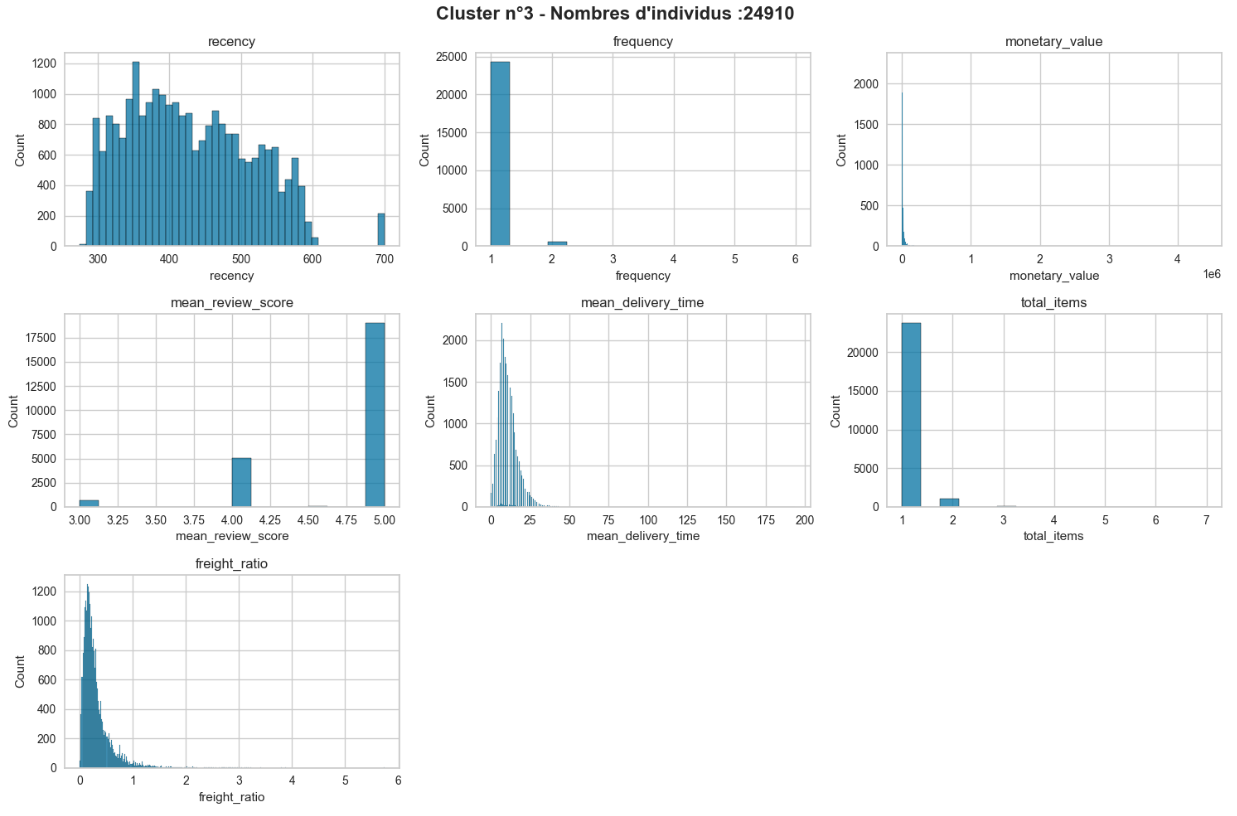 Cluster n°3 - Nombres d'individus :24910
recency
1200
1000
800
600
400
200
0
Count
300 400 500 600 700
recency
frequency
25000
20000
15000
10000
5000
0
Count
1 2 3 4 5 6
frequency
monetary_value
2000
1500
1000
500
0
Count
0 1 2 3 4
1e6
monetary_value
mean_review_score
17500
15000
12500
10000
7500
5000
2500
0
Count
3.00 3.25 3.50 3.75 4.00 4.25 4.50 4.75 5.00
mean_review_score
mean_delivery_time
2000
1500
1000
500
0
Count
0 25 50 75 100 125 150 175 200
mean_delivery_time
total_items
20000
15000
10000
5000
0
Count
1 2 3 4 5 6 7
total_items
freight_ratio
1200
1000
800
600
400
200
0
Count
0 1 2 3 4 5 6
freight_ratio